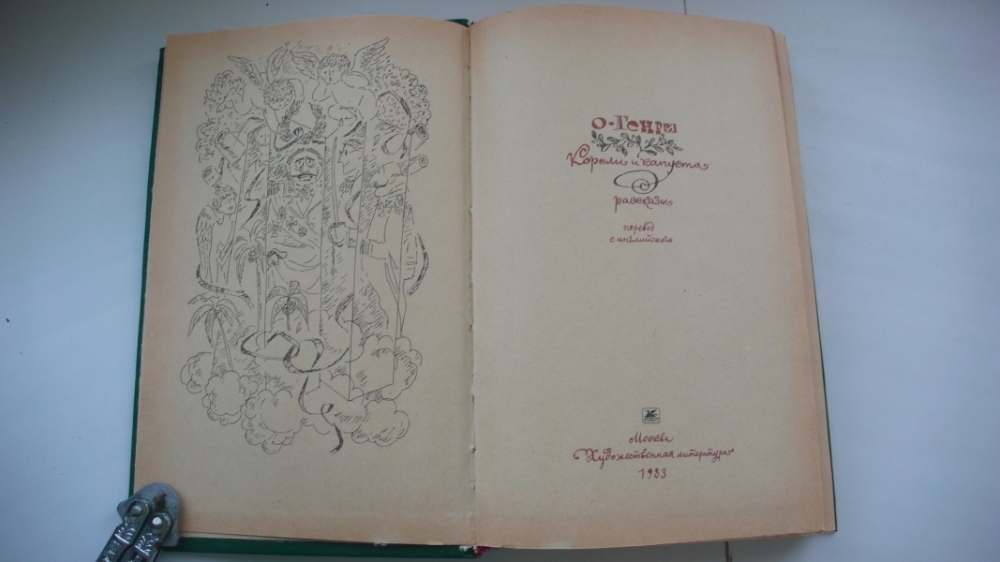 О. Генри
Короли и капуста
рассказы
перевод
с английского
Москва
"Художественная литература"
1983